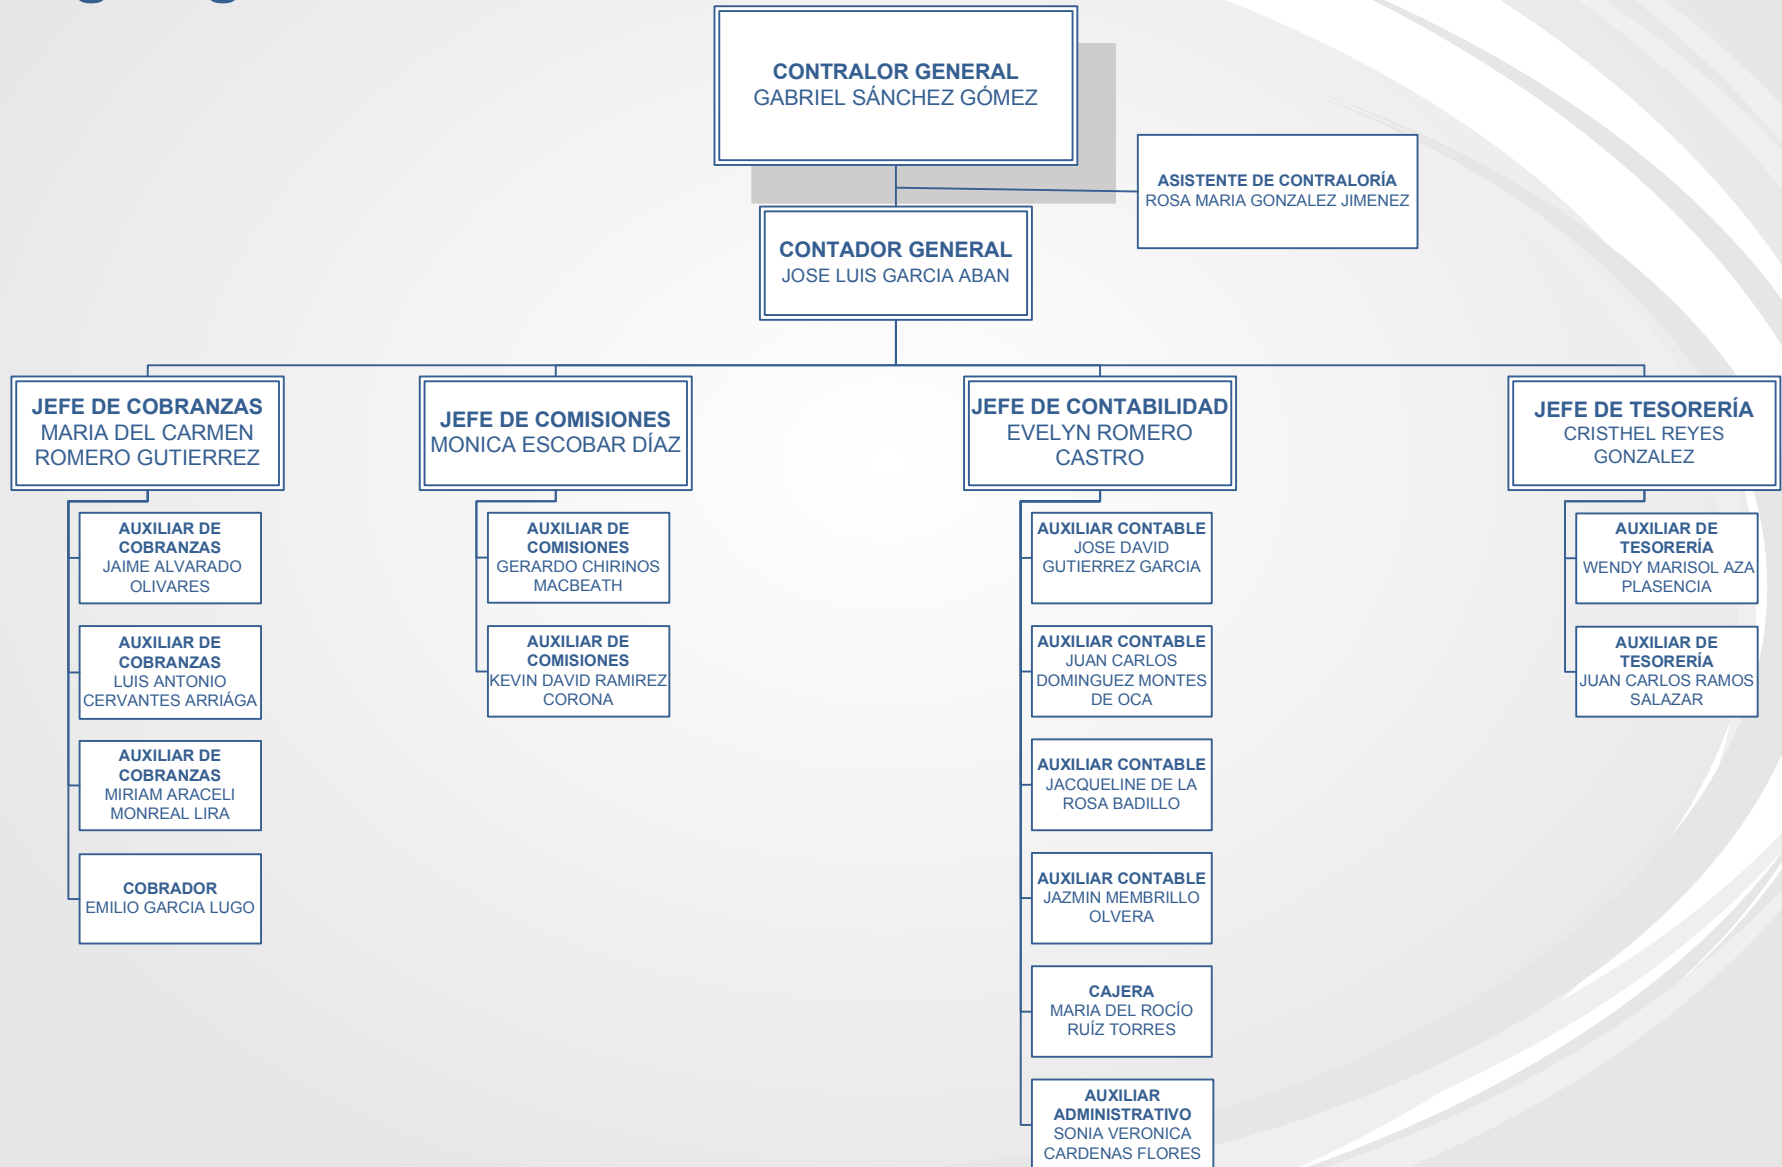 CONTRALOR GENERAL
GABRIEL SÁNCHEZ GÓMEZ
ASISTENTE DE CONTRALORÍA
ROSA MARIA GONZALEZ JIMENEZ
CONTADOR GENERAL
JOSE LUIS GARCIA ABAN
JEFE DE COBRANZAS
MARIA DEL CARMEN
ROMERO GUTIERREZ
AUXILIAR DE
COBRANZAS
JAIME ALVARADO
OLIVARES
AUXILIAR DE
COBRANZAS
LUIS ANTONIO
CERVANTES ARRIÁGA
AUXILIAR DE
COBRANZAS
MIRIAM ARACELI
MONREAL LIRA
COBRADOR
EMILIO GARCIA LUGO
JEFE DE COMISIONES
MONICA ESCOBAR DÍAZ
AUXILIAR DE
COMISIONES
GERARDO CHIRINOS
MACBEATH
AUXILIAR DE
COMISIONES
KEVIN DAVID RAMIREZ
CORONA
JEFE DE CONTABILIDAD
EVELYN ROMERO
CASTRO
AUXILIAR CONTABLE
JOSE DAVID
GUTIERREZ GARCIA
AUXILIAR CONTABLE
JUAN CARLOS
DOMINGUEZ MONTES
DE OCA
AUXILIAR CONTABLE
JACQUELINE DE LA
ROSA BADILLO
AUXILIAR CONTABLE
JAZMIN MEMBRILLO
OLVERA
CAJERA
MARIA DEL ROCÍO
RUÍZ TORRES
AUXILIAR
ADMINISTRATIVO
SONIA VERONICA
CARDENAS FLORES
JEFE DE TESORERÍA
CRISTHEL REYES
GONZALEZ
AUXILIAR DE
TESORERÍA
WENDY MARISOL AZA
PLASENCIA
AUXILIAR DE
TESORERÍA
JUAN CARLOS RAMOS
SALAZAR